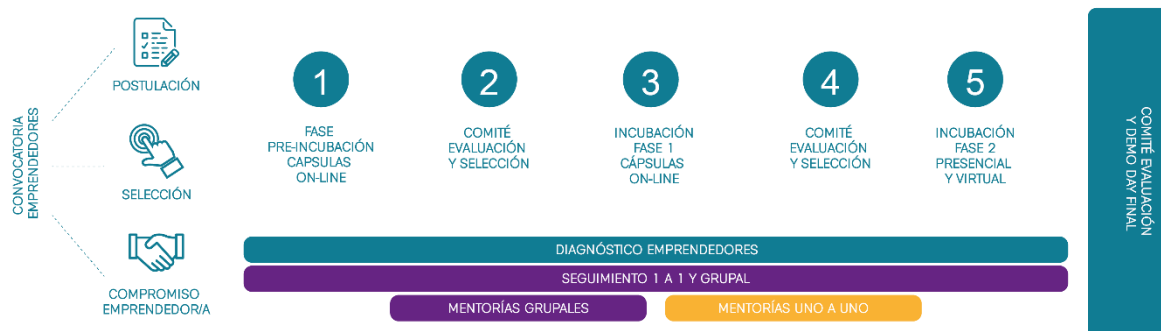 CONVOCATORIA
EMPRENDEDORES
POSTULACIÓN
SELECCIÓN
COMPROMISO
EMPRENDEDOR/A
1
FASE
PRE-INCUBACIÓN
CAPSULAS
ON-LINE
2
COMITÉ
EVALUACIÓN
Y SELECCIÓN
3
INCUBACIÓN
FASE 1
CÁPSULAS
ON-LINE
4
COMITÉ
EVALUACIÓN
Y SELECCIÓN
5
INCUBACIÓN
FASE 2
PRESENCIAL
Y VIRTUAL
DIAGNÓSTICO EMPRENDEDORES
SEGUIMIENTO 1 A 1 Y GRUPAL
MENTORÍAS GRUPALES
MENTORÍAS UNO A UNO
COMITÉ EVALUACIÓN
Y DEMO DAY FINAL